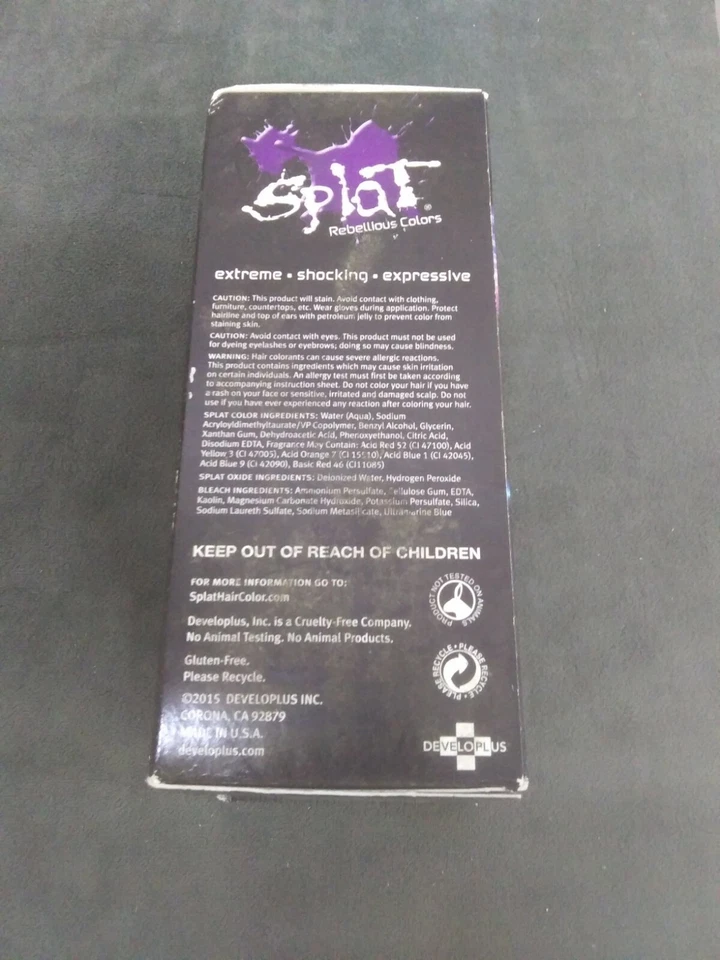 Splat®
Rebellious Colors
extreme • shocking • expressive
CAUTION: This product will stain. Avoid contact with clothing,
furniture, countertops, etc. Wear gloves during application. Protect
hairline and top of ears with petroleum jelly to prevent color from
staining skin.
CAUTION: Avoid contact with eyes. This product must not be used
for dyeing eyelashes or eyebrows; doing so may cause blindness.
WARNING: Hair colorants can cause severe allergic reactions.
This product contains ingredients which may cause skin irritation
on certain individuals. An allergy test must first be taken according
to accompanying instruction sheet. Do not color your hair if you have
a rash on your face or sensitive, irritated and damaged scalp. Do not
use if you have ever experienced any reaction after coloring your hair.
SPLAT COLOR INGREDIENTS: Water (Aqua), Sodium
Acryloyldimethyltaurate/VP Copolymer, Benzyl Alcohol, Glycerin,
Xanthan Gum, Dehydroacetic Acid, Phenoxyethanol, Citric Acid,
Disodium EDTA, Fragrance May Contain: Acid Red 52 (CI 47100), Acid
Yellow 3 (CI 47005), Acid Orange 7 (CI 15510), Acid Blue 1 (CI 42045),
Acid Blue 9 (CI 42090), Basic Red 46 (CI11085)
SPLAT OXIDE INGREDIENTS: Deionized Water, Hydrogen Peroxide
BLEACH INGREDIENTS: Ammonium Persulfate, Cellulose Gum, EDTA,
Kaolin, Magnesium Carbonate Hydroxide, Potassium Persulfate, Silica,
Sodium Laureth Sulfate, Sodium Metasilicate, Ultramarine Blue
KEEP OUT OF REACH OF CHILDREN
FOR MORE INFORMATION GO TO:
SplatHairColor.com
PRODUCT NOT TESTED ON ANIMALS
Developlus, Inc. is a Cruelty-Free Company.
No Animal Testing. No Animal Products.
Gluten-Free.
Please Recycle.
PLEASE RECYCLE • PLEASE RECYCLE •
©2015 DEVELOPLUS INC.
CORONA, CA 92879
MADE IN U.S.A.
developlus.com
DEVELOPLUS